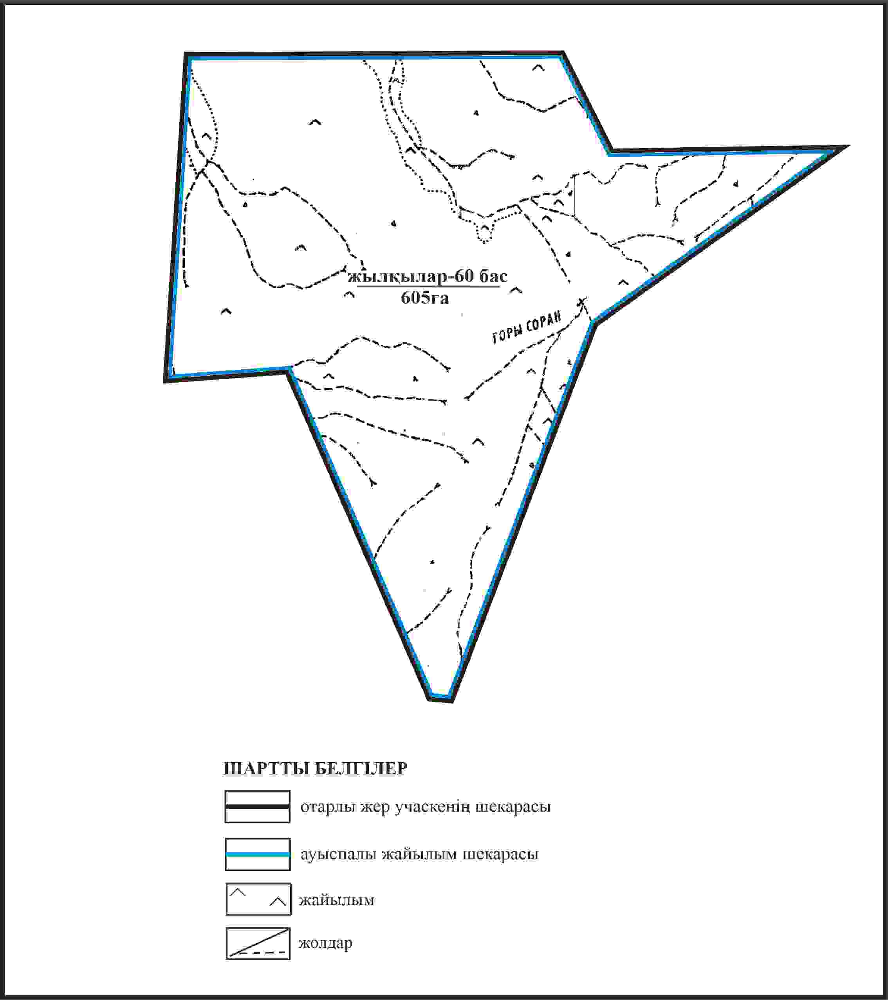 жылқылар-60 бас
605га
ГОРЫ СОРАН
ШАРТТЫ БЕЛГІЛЕР
отарлы жер учаскенің шекарасы
ауыспалы жайылым шекарасы
жайылым
жолдар